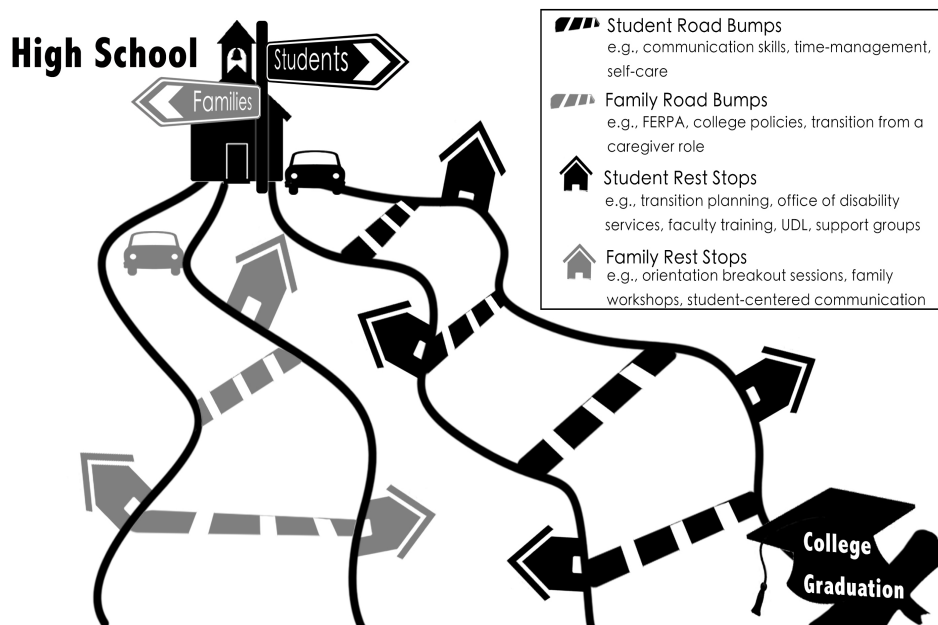 High School
Students
Families
Student Road Bumps
e.g., communication skills, time-management,
self-care
Family Road Bumps
e.g., FERPA, college policies, transition from a
caregiver role
Student Rest Stops
e.g., transition planning, office of disability
services, faculty training, UDL, support groups
Family Rest Stops
e.g., orientation breakout sessions, family
workshops, student-centered communication
College
Graduation